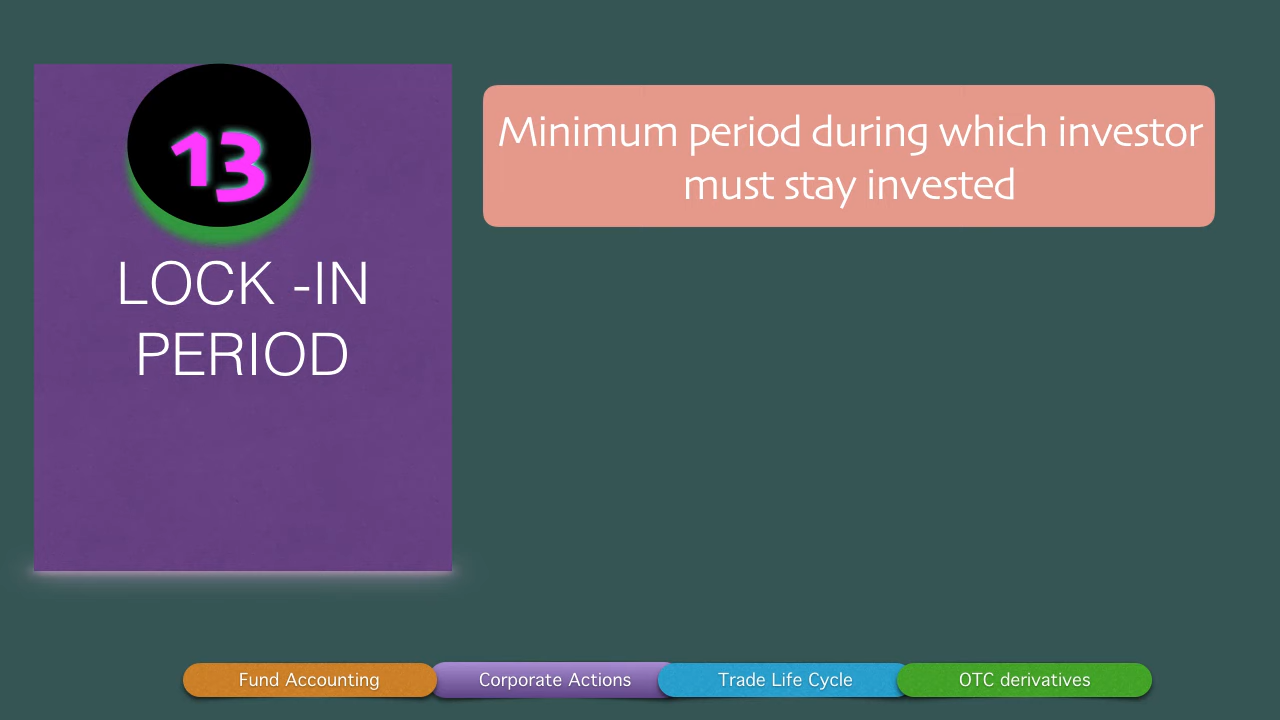 13
LOCK -IN
PERIOD
Minimum period during which investor
must stay invested
Fund Accounting
Corporate Actions
Trade Life Cycle
OTC derivatives